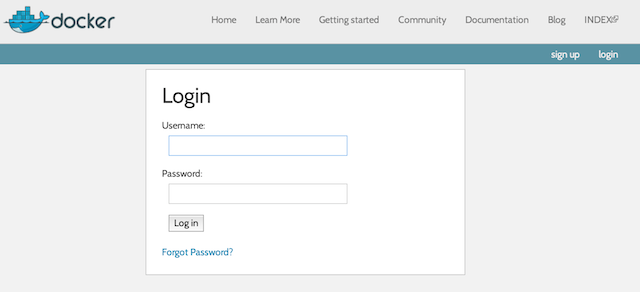 docker Home Learn More Getting started Community Documentation Blog INDEX
sign up login
Login
Username:
Password:
Log in
Forgot Password?